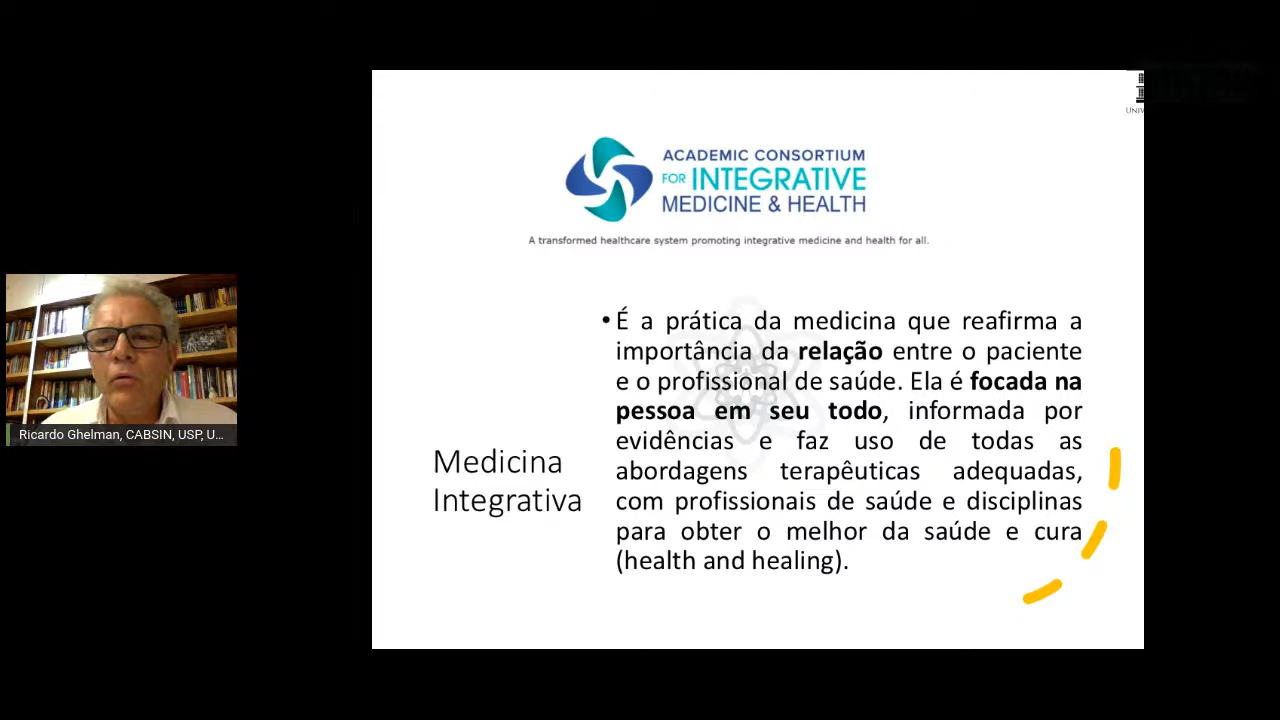 ACADEMIC CONSORTIUM
FOR INTEGRATIVE
MEDICINE & HEALTH
A transformed healthcare system promoting integrative medicine and health for all.
UNIV
• É a prática da medicina que reafirma a
importância da relação entre o paciente
e o profissional de saúde. Ela é focada na
pessoa em seu todo, informada por
evidências e faz uso de todas as
abordagens terapêuticas adequadas,
com profissionais de saúde e disciplinas
para obter o melhor da saúde e cura
(health and healing).
Medicina
Integrativa
Ricardo Ghelman, CABSIN, USP, U...